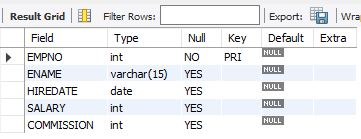 Result Grid Filter Rows: Export: Wra
Field Type Null Key Default Extra
EMPNO int NO PRI NULL
ENAME varchar(15) YES NULL
HIREDATE date YES NULL
SALARY int YES NULL
COMMISSION int YES NULL